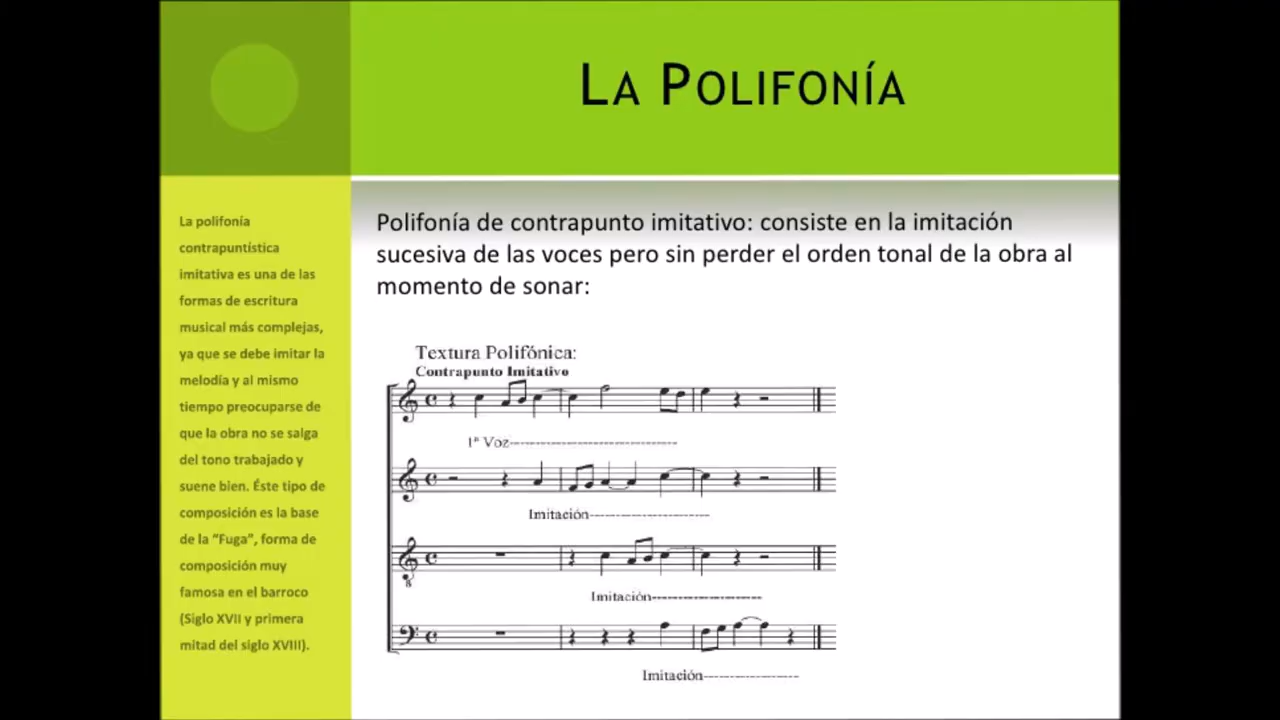 LA POLIFONÍA
La polifonía
contrapuntística
imitativa es una de las
formas de escritura
musical más complejas,
ya que se debe imitar la
melodía y al mismo
tiempo preocuparse de
que la obra no se salga
del tono trabajado y
suene bien. Éste tipo de
composición es la base
de la “Fuga”, forma de
composición muy
famosa en el barroco
(Siglo XVII y primera
mitad del siglo XVIII).
Polifonía de contrapunto imitativo: consiste en la imitación
sucesiva de las voces pero sin perder el orden tonal de la obra al
momento de sonar:
Textura Polifónica:
Contrapunto Imitativo
1ª Voz--------------------------------
Imitación-----------------------
Imitación---------------------
Imitación------------------
8